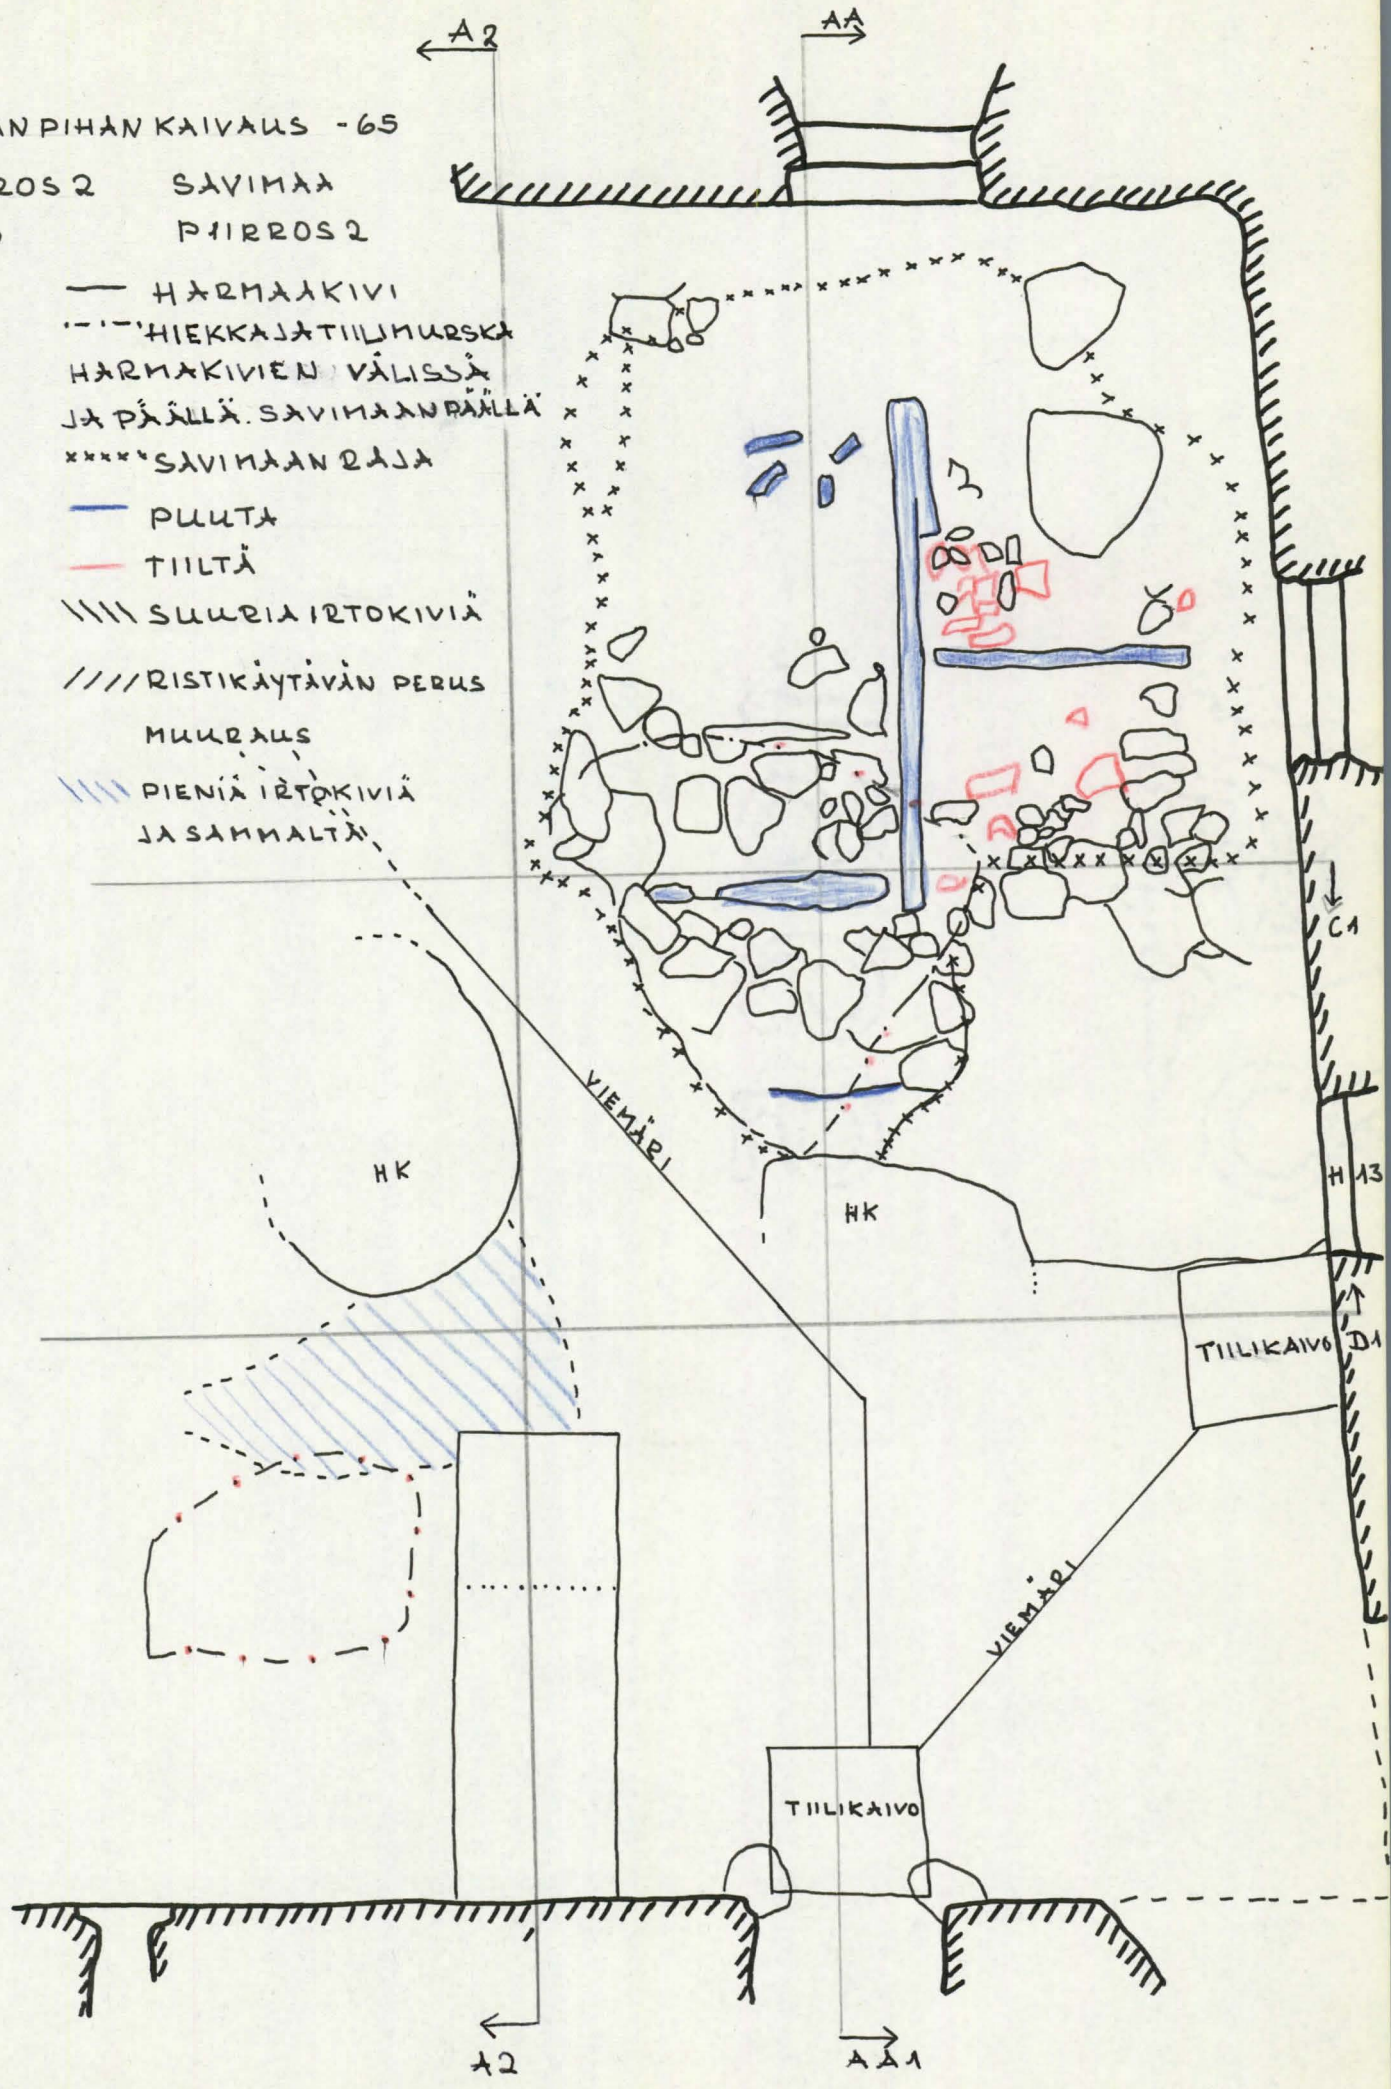 A2
AA
ANPIHAN KAIVAUS - 65
ROS 2 SAVIMAA
PIIRROS 2
HARMAAKIVI
HIEKKA JA TIILIMURSKA
HARMAKIVIEN VÄLISSÄ
JA PÄÄLLÄ. SAVIMAAN PÄÄLLÄ
SAVIMAAN RAJA
PUUTA
TIILTÄ
SUURIA IRTOKIVIÄ
RISTIKÄYTÄVÄN PERUS
MUURAUS
PIENIÄ IRTOKIVIÄ
JA SAMMALTA
C1
VIEMÄRI
HK
HK
H 13
TIILIKAIVO
D1
VIEMÄRI
TIILIKAIVO
A2
AA1